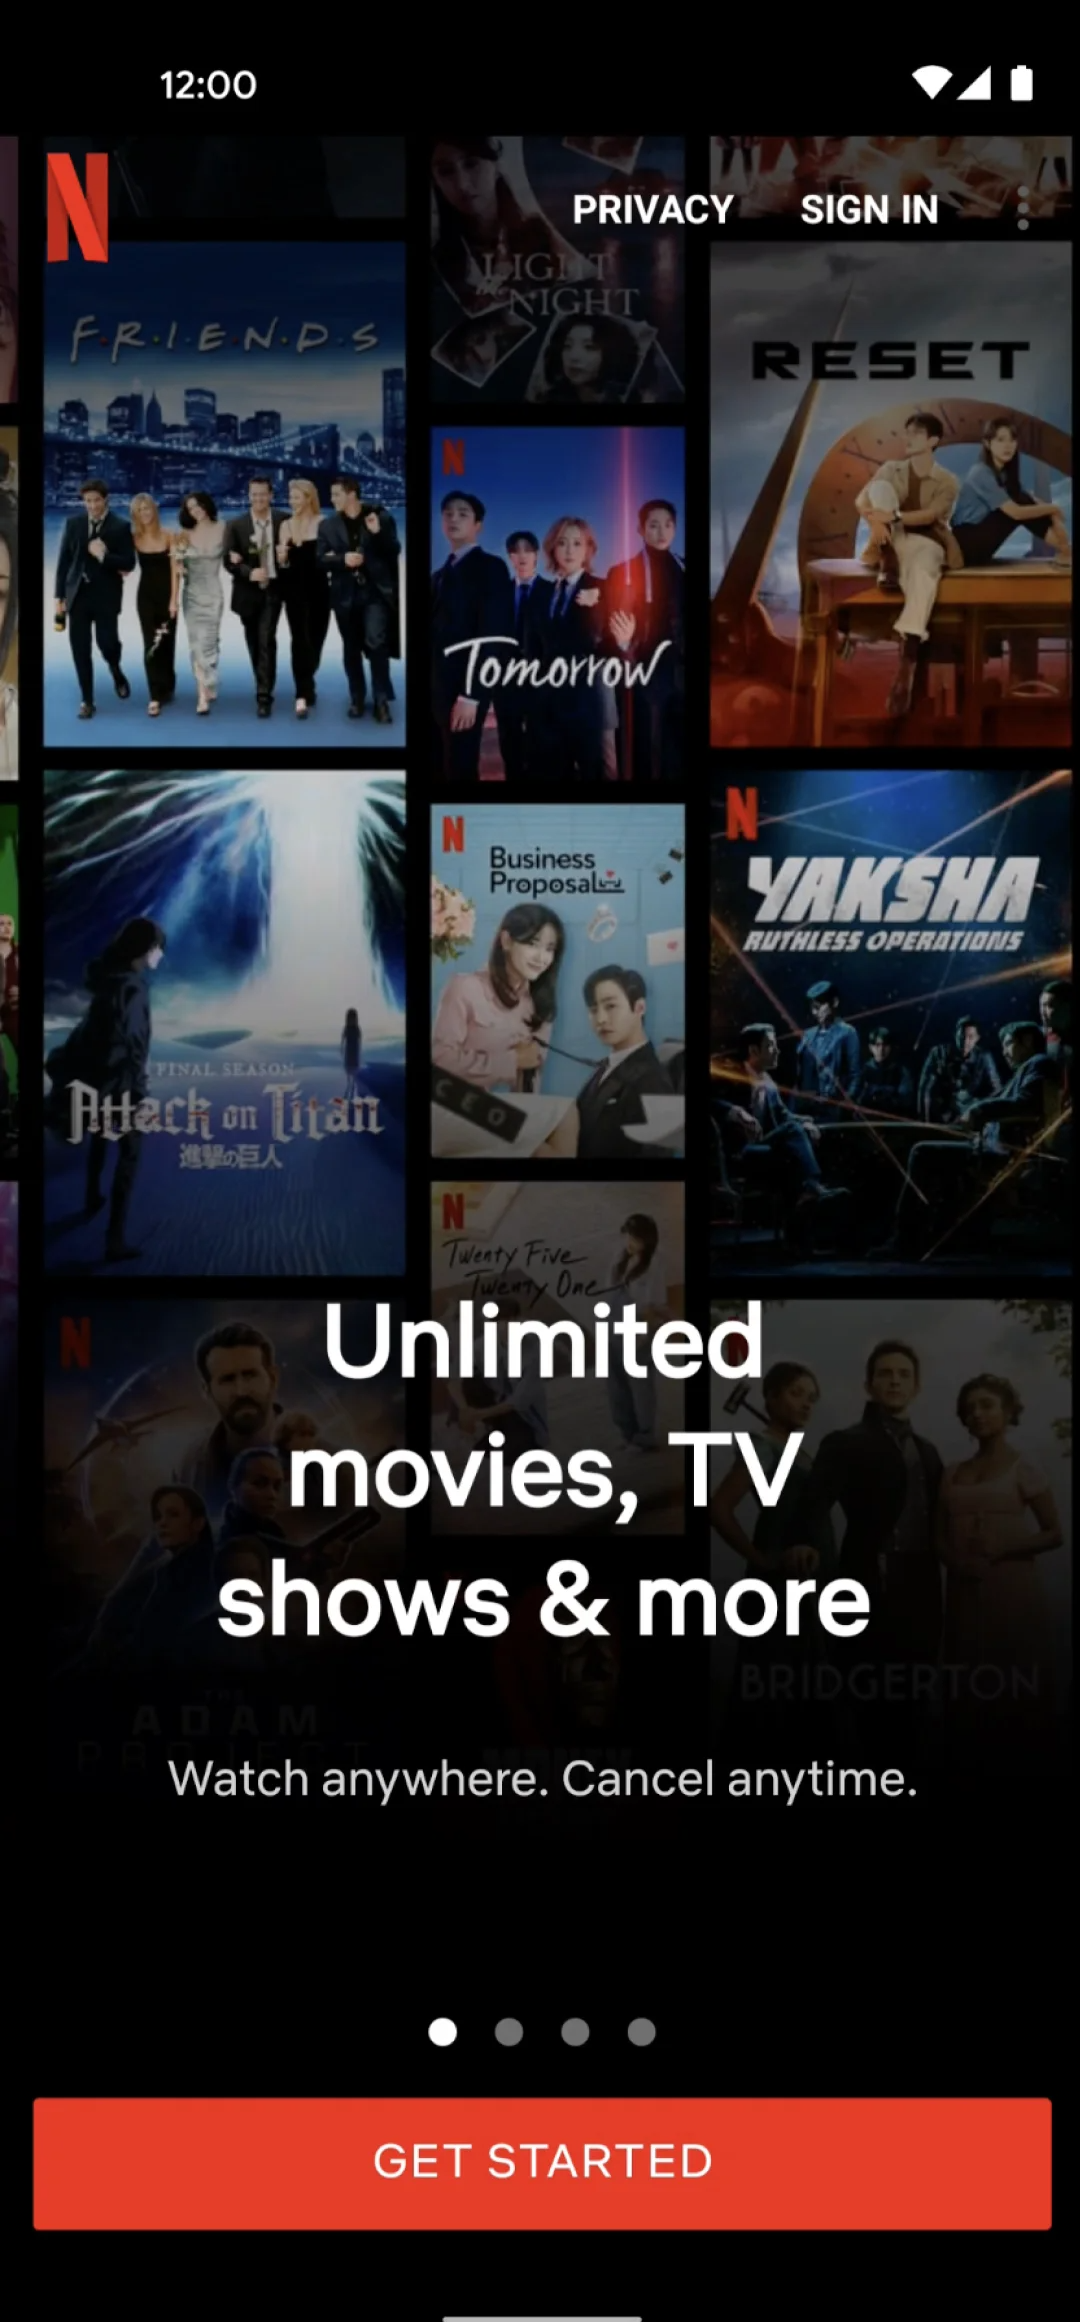 12:00
N
PRIVACY SIGN IN
LIGHT
NIGHT
F·R·I·E·N·D·S
RESET
N
Tomorrow
N
Business
Proposal
N
YAKSHA
RUTHLESS OPERATIONS
CEO
FINAL SEASON
Attack on Titan
進撃の巨人
N
Twenty Five
Twenty One
N
Unlimited
movies, TV
shows & more
BRIDGERTON
THE
ADAM
PROJECT
Watch anywhere. Cancel anytime.
GET STARTED